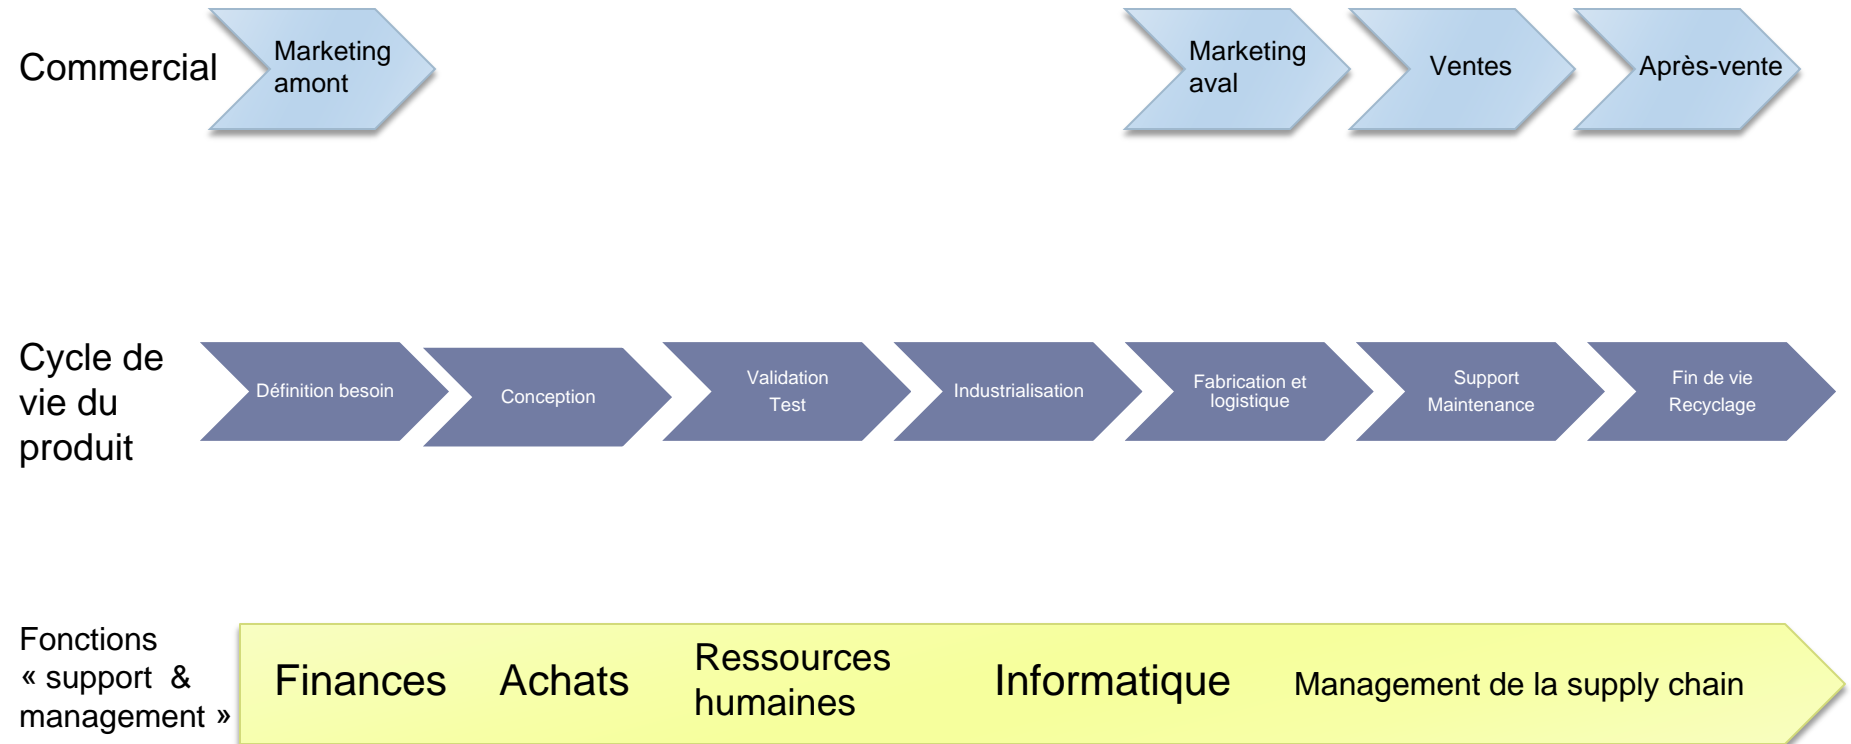 Commercial
Marketing
amont
Marketing
aval
Ventes
Après-vente
Cycle de
vie du
produit
Définition besoin
Conception
Validation
Test
Industrialisation
Fabrication et
logistique
Support
Maintenance
Fin de vie
Recyclage
Fonctions
« support &
management »
Finances
Achats
Ressources
humaines
Informatique
Management de la supply chain